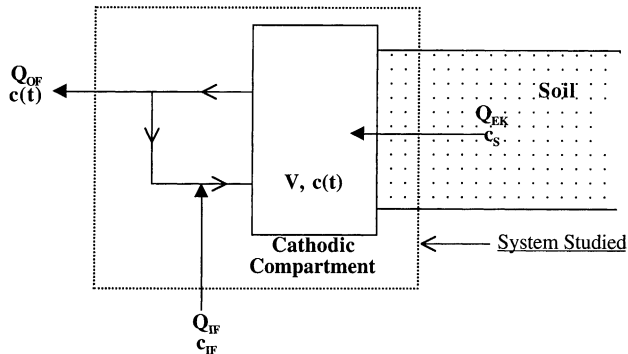 Q_OF
c(t)
Soil
Q_EK
c_S
V, c(t)
Cathodic
Compartment
System Studied
Q_IF
c_IF